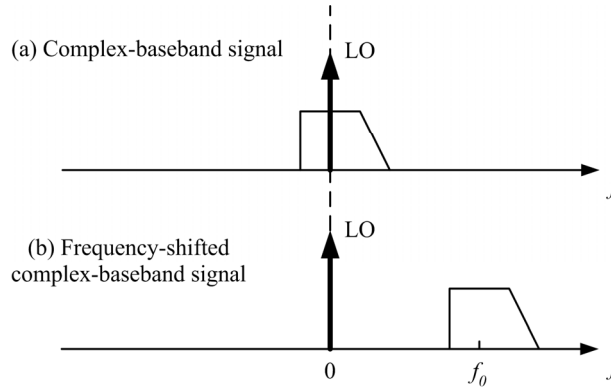 (a) Complex-baseband signal
LO
(b) Frequency-shifted
complex-baseband signal
LO
0
f0